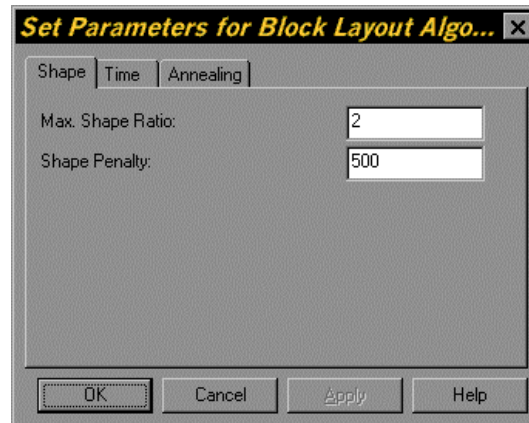 Set Parameters for Block Layout Algo...
Shape Time Annealing
Max. Shape Ratio: 2
Shape Penalty: 500
OK Cancel Apply Help